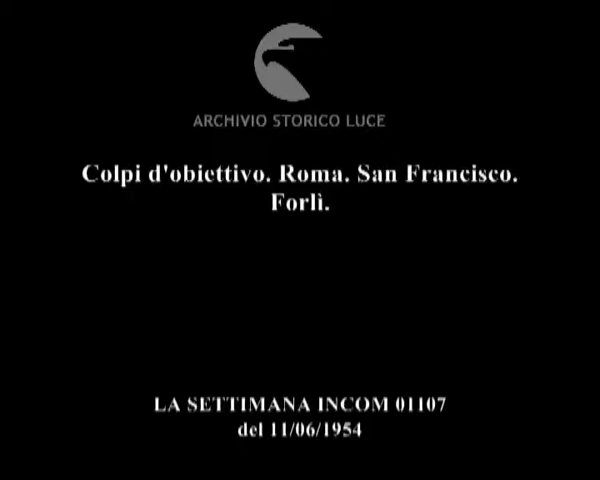 ARCHIVIO STORICO LUCE
Colpi d'obiettivo. Roma. San Francisco.
Forlì.
LA SETTIMANA INCOM 01107
del 11/06/1954